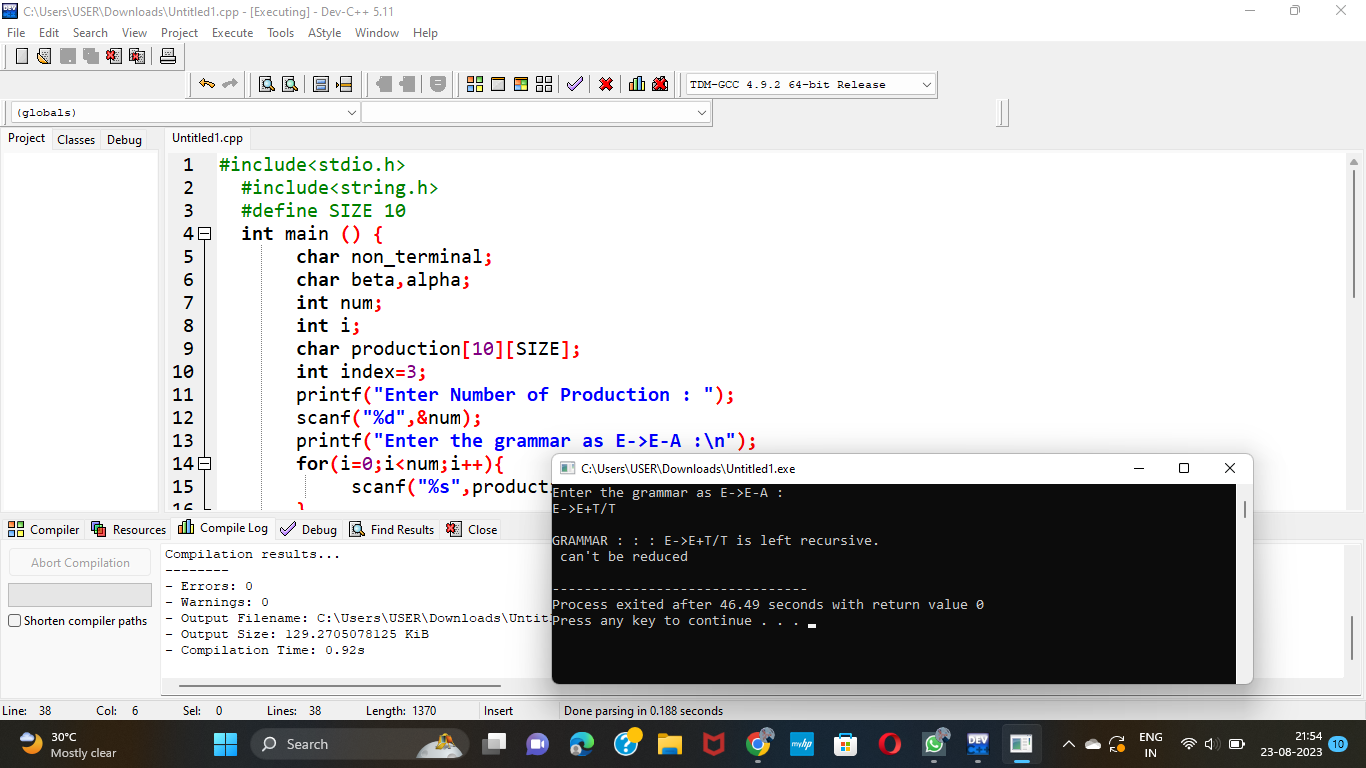 C:\Users\USER\Downloads\Untitled1.cpp - [Executing] - Dev-C++ 5.11
File Edit Search View Project Execute Tools AStyle Window Help
TDM-GCC 4.9.2 64-bit Release
(globals)
Project Classes Debug
Untitled1.cpp
1 #include<stdio.h>
2 #include<string.h>
3 #define SIZE 10
4 int main () {
5 char non_terminal;
6 char beta,alpha;
7 int num;
8 int i;
9 char production[10][SIZE];
10 int index=3;
11 printf("Enter Number of Production : ");
12 scanf("%d",&num);
13 printf("Enter the grammar as E->E-A :\n");
14 for(i=0;i<num;i++){
15 scanf("%s",product
16 }
C:\Users\USER\Downloads\Untitled1.exe
Enter the grammar as E->E-A :
E->E+T/T
GRAMMAR : : : E->E+T/T is left recursive.
can't be reduced
--------------------------------
Process exited after 46.49 seconds with return value 0
Press any key to continue . . .
Compiler Resources Compile Log Debug Find Results Close
Abort Compilation
Shorten compiler paths
Compilation results...
--------
- Errors: 0
- Warnings: 0
- Output Filename: C:\Users\USER\Downloads\Untit
- Output Size: 129.2705078125 KiB
- Compilation Time: 0.92s
Line: 38 Col: 6 Sel: 0 Lines: 38 Length: 1370 Insert Done parsing in 0.188 seconds
30°C
Mostly clear
Search
DEV
ENG
IN
21:54
23-08-2023
10